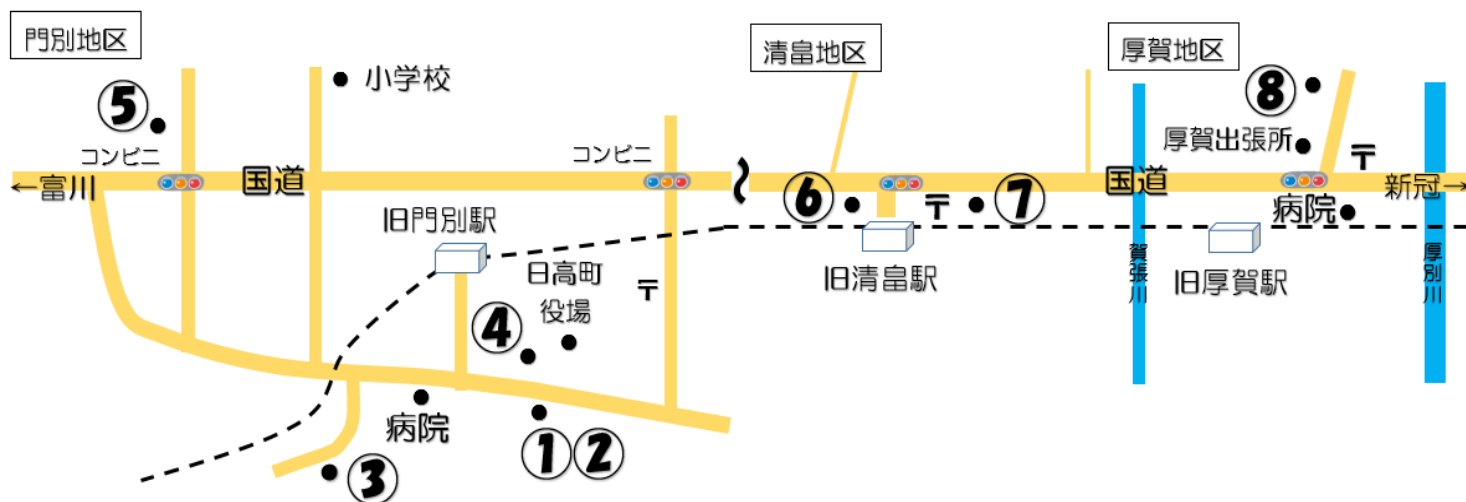 門別地区
⑤
コンビニ
小学校
国道
コンビニ
←富川
旧門別駅
日高町
役場
〒
④
病院
①②
③
清畠地区
⑥
〒
⑦
旧清畠駅
厚賀地区
⑧
厚賀出張所
〒
国道
新冠→
病院
賀張川
旧厚賀駅
厚別川